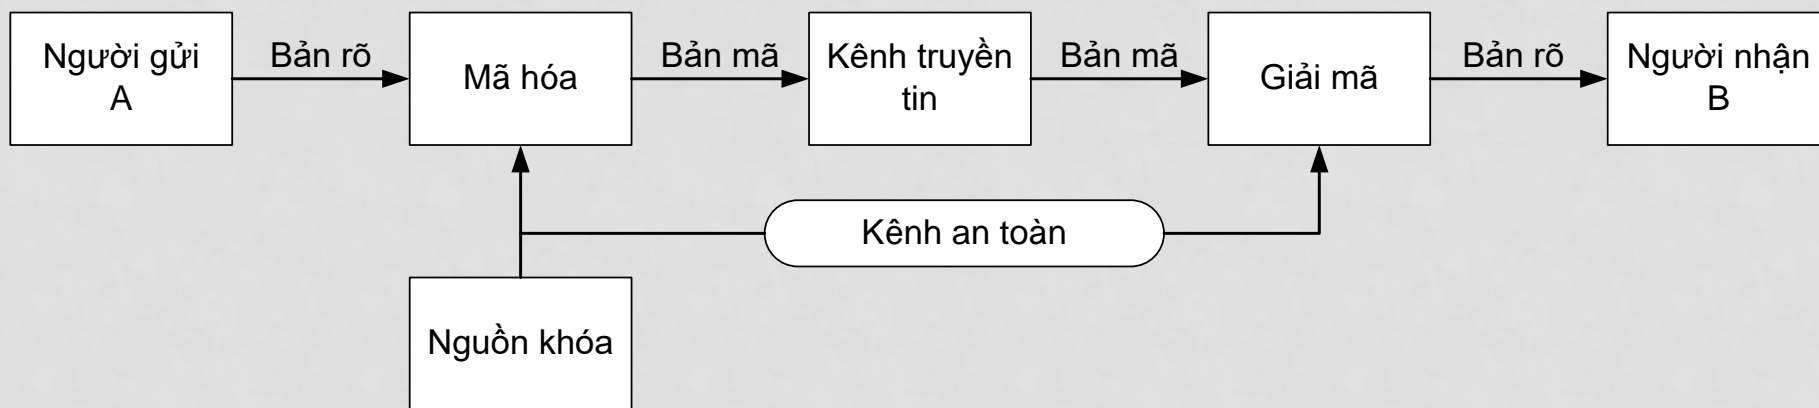 Người gửi
A
Bản rõ
Mã hóa
Bản mã
Kênh truyền
tin
Bản mã
Giải mã
Bản rõ
Người nhận
B
Kênh an toàn
Nguồn khóa